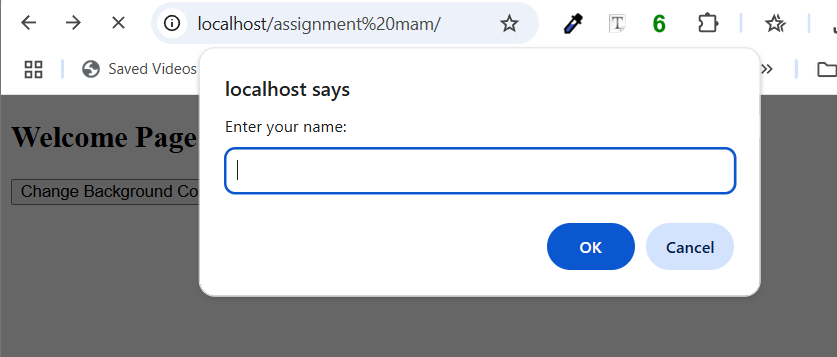 localhost/assignment%20mam/
T
6
Saved Videos
»
localhost says
Enter your name:
Welcome Page
Change Background Co
OK
Cancel